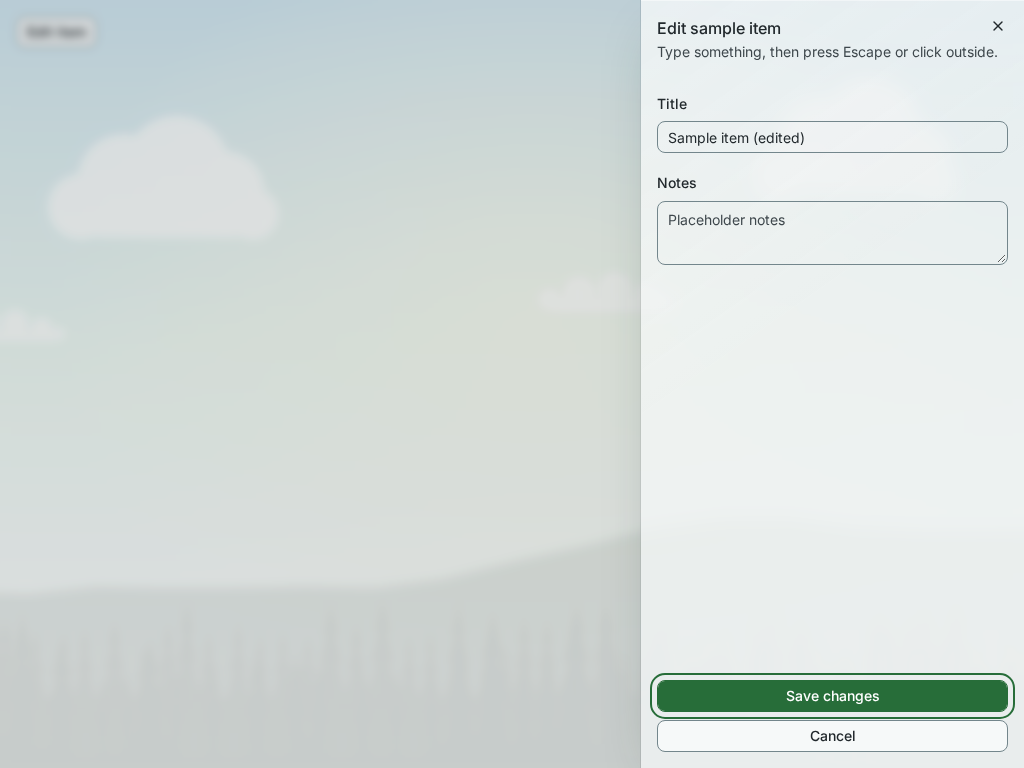 Edit sample item
Type something, then press Escape or click outside.
Title
Sample item (edited)
Notes
Placeholder notes
Save changes
Cancel